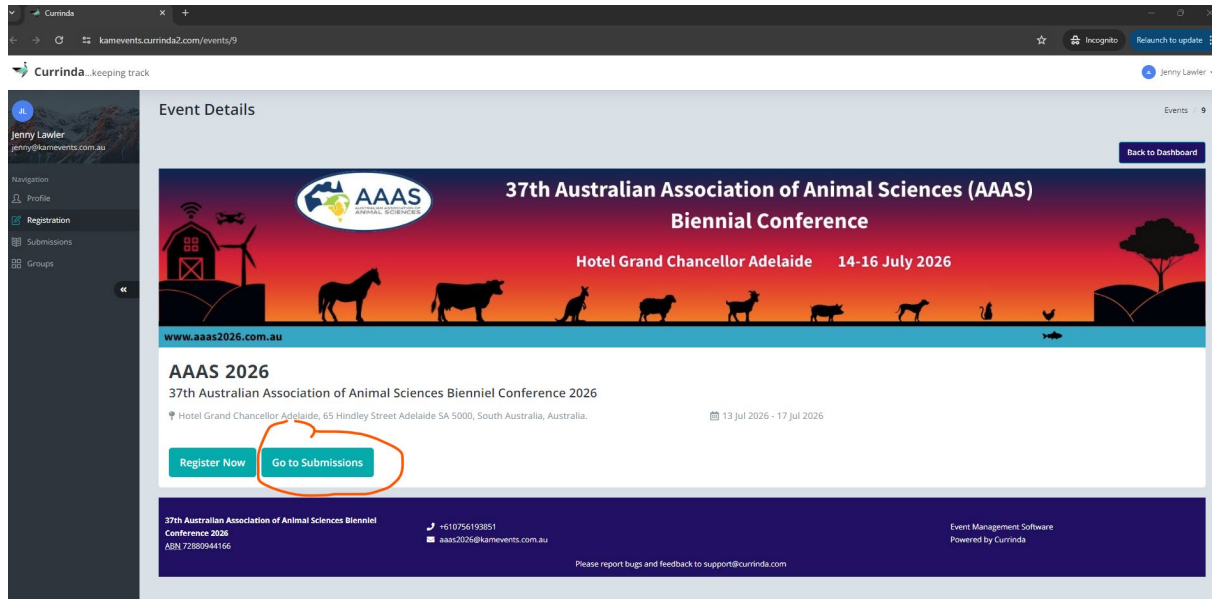 Currinda
kamevents.currinda2.com/events/9
Incognito
Relaunch to update
Currinda...keeping track
Jenny Lawler
JL
Jenny Lawler
jenny@kamevents.com.au
Event Details
Events / 9
Back to Dashboard
Navigation
Profile
Registration
Submissions
Groups
AAAS
AUSTRALIAN ASSOCIATION OF
ANIMAL SCIENCES
37th Australian Association of Animal Sciences (AAAS)
Biennial Conference
Hotel Grand Chancellor Adelaide 14-16 July 2026
www.aaas2026.com.au
AAAS 2026
37th Australian Association of Animal Sciences Bienniel Conference 2026
Hotel Grand Chancellor Adelaide, 65 Hindley Street Adelaide SA 5000, South Australia, Australia.
13 Jul 2026 - 17 Jul 2026
Register Now
Go to Submissions
37th Australian Association of Animal Sciences Bienniel
Conference 2026
ABN 72880944166
+610756193851
aaas2026@kamevents.com.au
Event Management Software
Powered by Currinda
Please report bugs and feedback to support@currinda.com